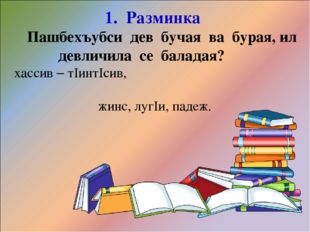 1. Разминка
Пашбехъубси дев бучая ва бурая, ил
девличила се баладая?
хассив – тӀинтӀсив,
жинс, лугӀи, падеж.